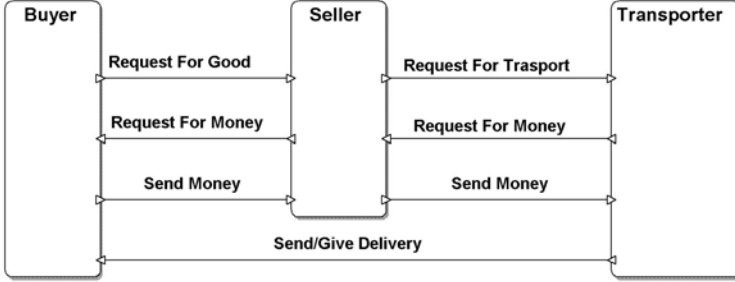 Buyer
Seller
Transporter
Request For Good
Request For Trasport
Request For Money
Request For Money
Send Money
Send Money
Send/Give Delivery